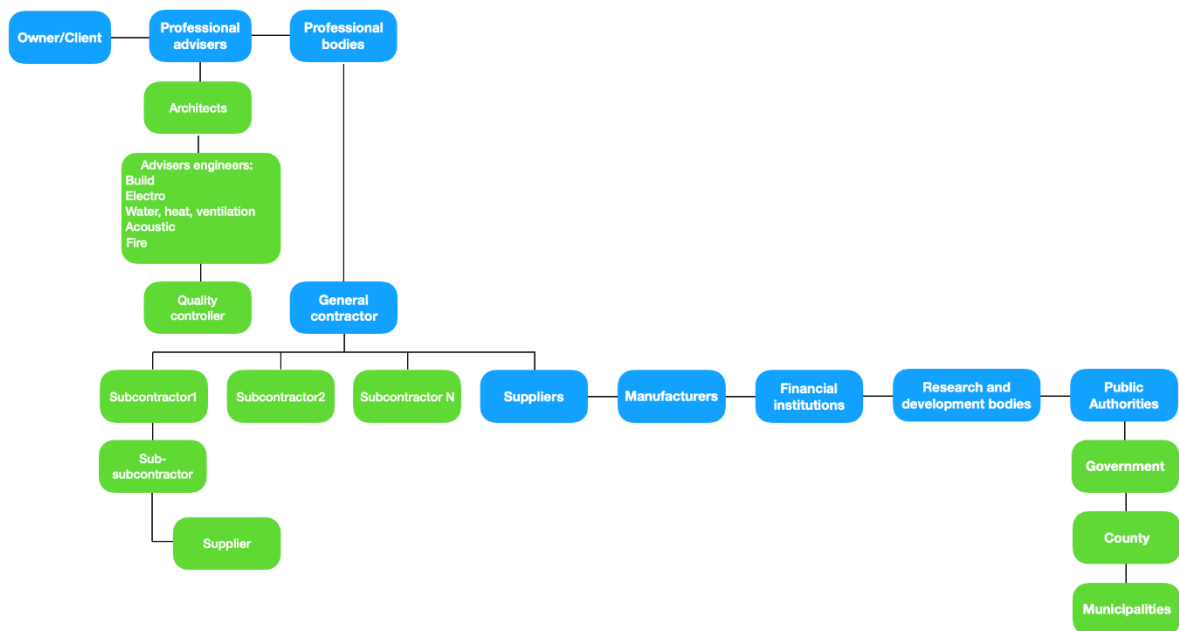 Owner/Client
Professional
advisers
Professional
bodies
Architects
Advisers engineers:
Build
Electro
Water, heat, ventilation
Acoustic
Fire
Quality
controller
General
contractor
Subcontractor1
Subcontractor2
Subcontractor N
Suppliers
Manufacturers
Financial
institutions
Research and
development bodies
Public
Authorities
Sub-
subcontractor
Government
Supplier
County
Municipalities